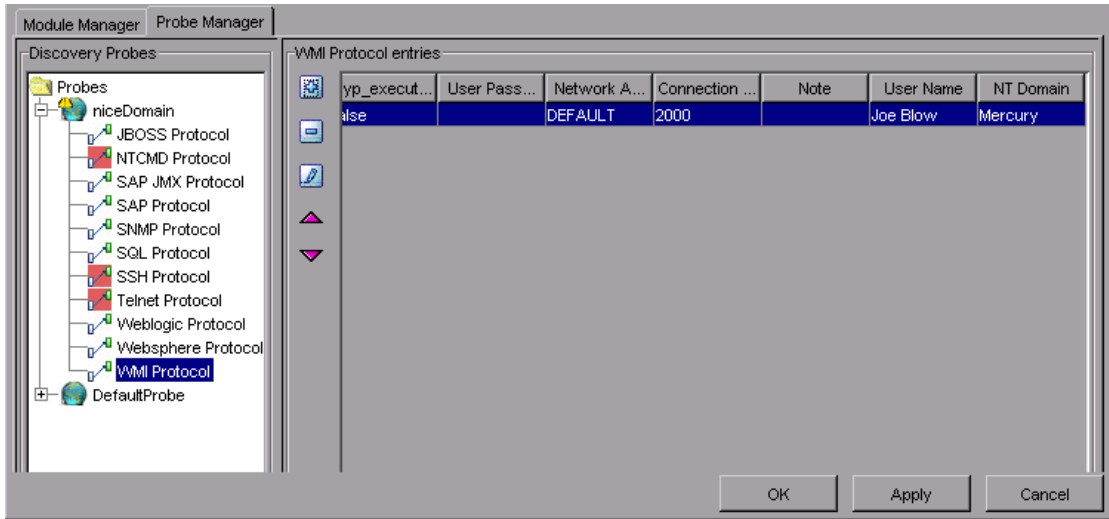 Module Manager Probe Manager
Discovery Probes
WMI Protocol entries
Probes
niceDomain
JBOSS Protocol
NTCMD Protocol
SAP JMX Protocol
SAP Protocol
SNMP Protocol
SQL Protocol
SSH Protocol
Telnet Protocol
Weblogic Protocol
Websphere Protocol
WMI Protocol
DefaultProbe
yp_execut... User Pass... Network A... Connection ... Note User Name NT Domain
alse DEFAULT 2000 Joe Blow Mercury
OK Apply Cancel